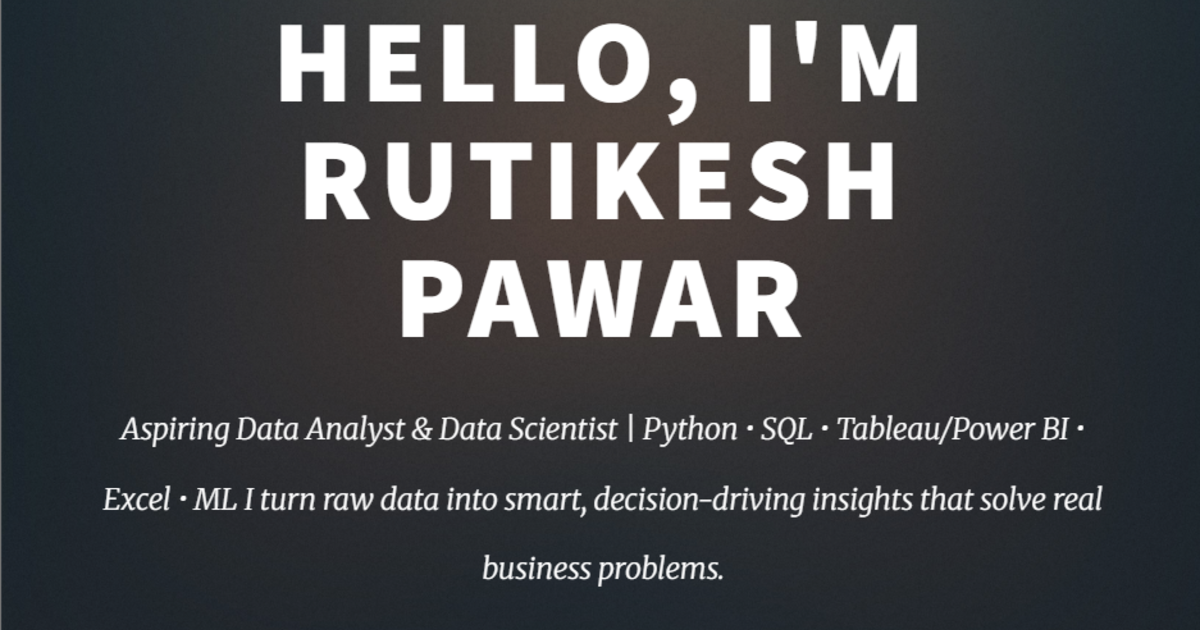 HELLO, I'M
RUTIKESH
PAWAR
Aspiring Data Analyst & Data Scientist | Python • SQL • Tableau/Power BI •
Excel • ML I turn raw data into smart, decision-driving insights that solve real
business problems.